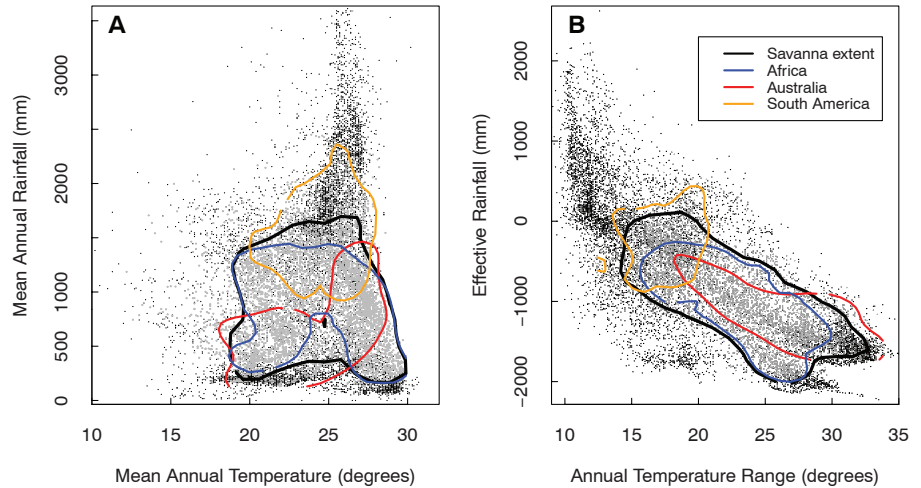 A
B
Mean Annual Rainfall (mm)
3000
2000
1000
500
0
10 15 20 25 30
Mean Annual Temperature (degrees)
Effective Rainfall (mm)
2000
1000
0
−1000
−2000
10 15 20 25 30 35
Annual Temperature Range (degrees)
Savanna extent
Africa
Australia
South America